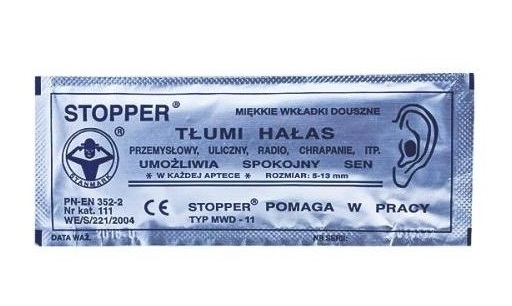 STOPPER®
MIĘKKIE WKŁADKI DOUSZNE
®
STANMARK
TŁUMI HAŁAS
PRZEMYSŁOWY, ULICZNY, RADIO, CHRAPANIE, ITP.
UMOŻLIWIA SPOKOJNY SEN
* W KAŻDEJ APTECE * ROZMIAR: 5-13 mm
PN-EN 352-2
Nr kat. 111
WE/S/221/2004
CE STOPPER® POMAGA W PRACY
TYP MWD - 11
DATA WAŻ.
NR SERII: